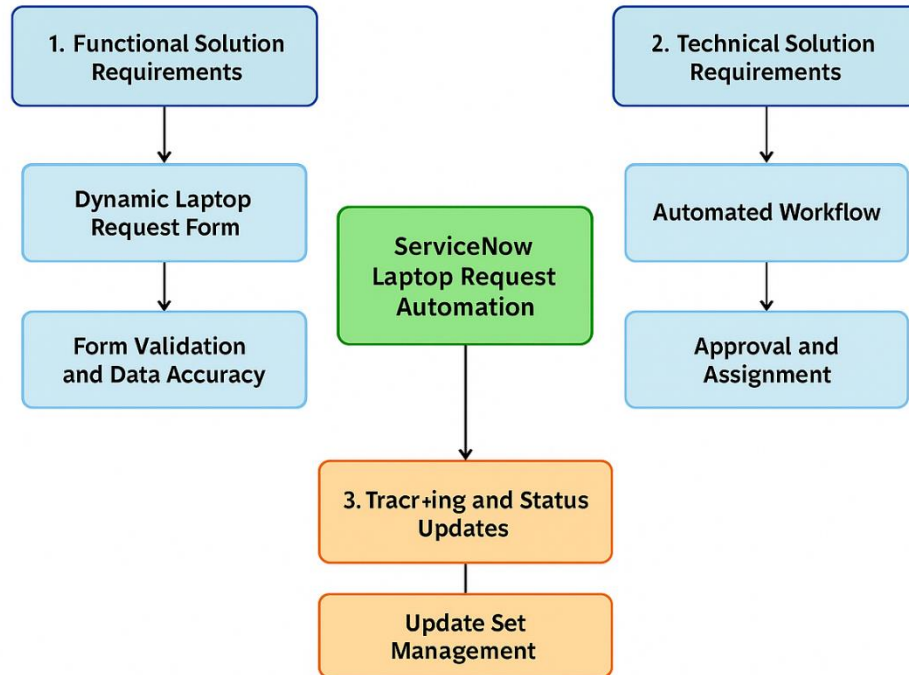 1. Functional Solution
Requirements
Dynamic Laptop
Request Form
Form Validation
and Data Accuracy
ServiceNow
Laptop Request
Automation
2. Technical Solution
Requirements
Automated Workflow
Approval and
Assignment
3. Tracr+ing and Status
Updates
Update Set
Management